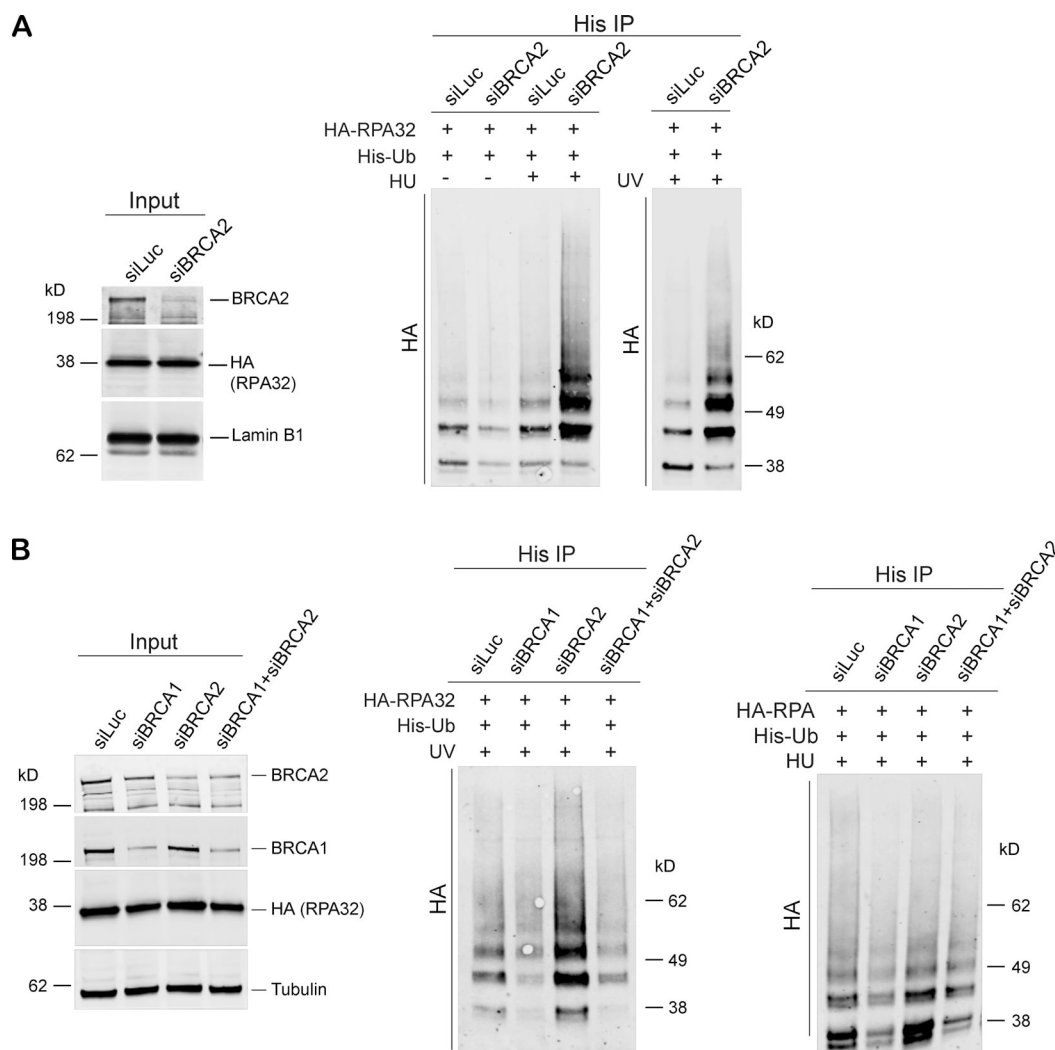 A
His IP
siLuc siBRCA2 siLuc siBRCA2 siLuc siBRCA2
HA-RPA32 + + + + + +
His-Ub + + + + + +
HU - - + + UV + +
Input
siLuc siBRCA2
kD
BRCA2
198
38
HA
(RPA32)
Lamin B1
62
HA
HA
kD
62
49
38
B
His IP
siLuc siBRCA1 siBRCA2 siBRCA1+siBRCA2
HA-RPA32 + + + +
His-Ub + + + +
UV + + + +
His IP
siLuc siBRCA1 siBRCA2 siBRCA1+siBRCA2
HA-RPA + + + +
His-Ub + + + +
HU + + + +
Input
siLuc siBRCA1 siBRCA2 siBRCA1+siBRCA2
kD
BRCA2
198
BRCA1
198
38
HA (RPA32)
62
Tubulin
HA
kD
62
49
38
HA
kD
62
49
38